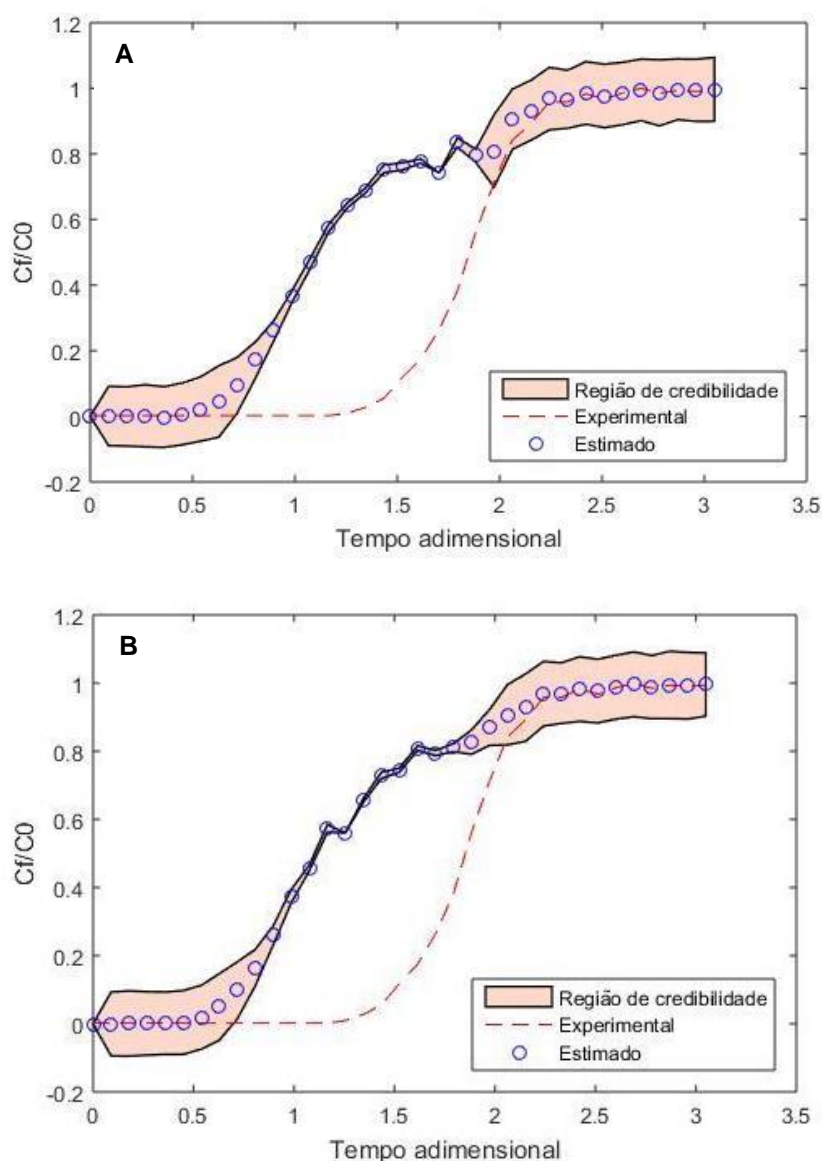 A
1.2
1
0.8
0.6
0.4
0.2
0
-0.2
Cf/C0
Região de credibilidade
Experimental
Estimado
0 0.5 1 1.5 2 2.5 3 3.5
Tempo adimensional
B
1.2
1
0.8
0.6
0.4
0.2
0
-0.2
Cf/C0
Região de credibilidade
Experimental
Estimado
0 0.5 1 1.5 2 2.5 3 3.5
Tempo adimensional